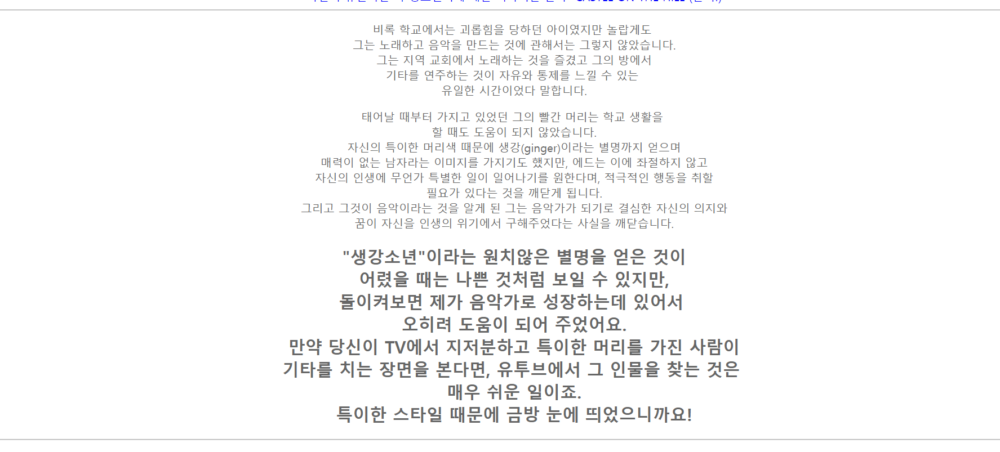 비록 학교에서는 괴롭힘을 당하던 아이였지만 놀랍게도
그는 노래하고 음악을 만드는 것에 관해서는 그렇지 않았습니다.
그는 지역 교회에서 노래하는 것을 즐겼고 그의 방에서
기타를 연주하는 것이 자유와 통제를 느낄 수 있는
유일한 시간이었다 말합니다.
태어날 때부터 가지고 있었던 그의 빨간 머리는 학교 생활을
할 때도 도움이 되지 않았습니다.
자신의 특이한 머리색 때문에 생강(ginger)이라는 별명까지 얻으며
매력이 없는 남자라는 이미지를 가지기도 했지만, 에드는 이에 좌절하지 않고
자신의 인생에 무언가 특별한 일이 일어나기를 원한다며, 적극적인 행동을 취할
필요가 있다는 것을 깨닫게 됩니다.
그리고 그것이 음악이라는 것을 알게 된 그는 음악가가 되기로 결심한 자신의 의지와
꿈이 자신을 인생의 위기에서 구해주었다는 사실을 깨닫습니다.
"생강소년"이라는 원치않은 별명을 얻은 것이
어렸을 때는 나쁜 것처럼 보일 수 있지만,
돌이켜보면 제가 음악가로 성장하는데 있어서
오히려 도움이 되어 주었어요.
만약 당신이 TV에서 지저분하고 특이한 머리를 가진 사람이
기타를 치는 장면을 본다면, 유투브에서 그 인물을 찾는 것은
매우 쉬운 일이죠.
특이한 스타일 때문에 금방 눈에 띄었으니까요!